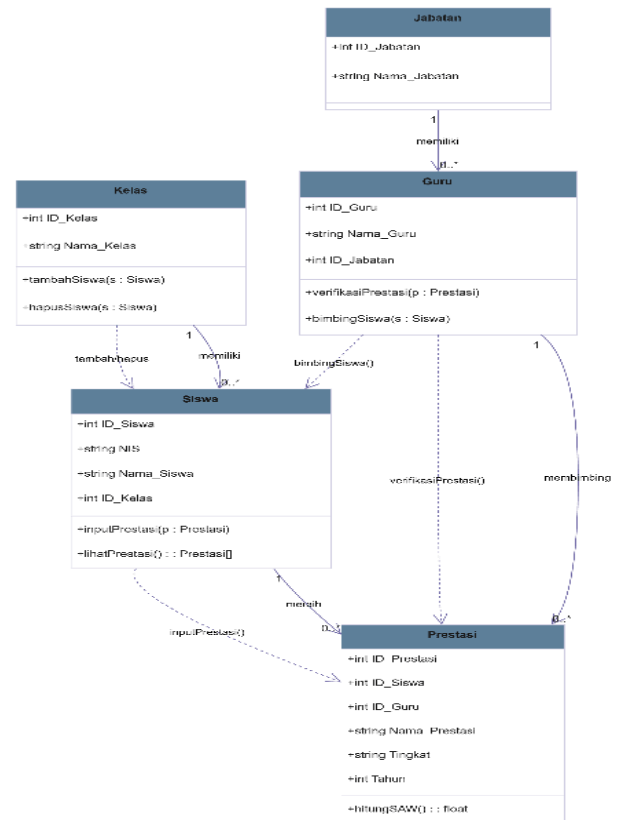 Jabatan
+int ID_Jabatan
+string Nama_Jabatan
1
memiliki
0..*
Guru
+int ID_Guru
+string Nama_Guru
+int ID_Jabatan
+verifikasiPrestasi(p : Prestasi)
+bimbingSiswa(s : Siswa)
Kelas
+int ID_Kelas
+string Nama_Kelas
+tambahSiswa(s : Siswa)
+hapusSiswa(s : Siswa)
1
tambah/hapus
memiliki
0..*
bimbingSiswa()
1
Siswa
+int ID_Siswa
+string NIS
+string Nama_Siswa
+int ID_Kelas
+inputPrestasi(p : Prestasi)
+lihatPrestasi() : : Prestasi[]
verifikasiPrestasi()
membimbing
1
meraih
0..*
inputPrestasi()
0..*
Prestasi
+int ID_Prestasi
+int ID_Siswa
+int ID_Guru
+string Nama_Prestasi
+string Tingkat
+int Tahun
+hitungSAW() : : float